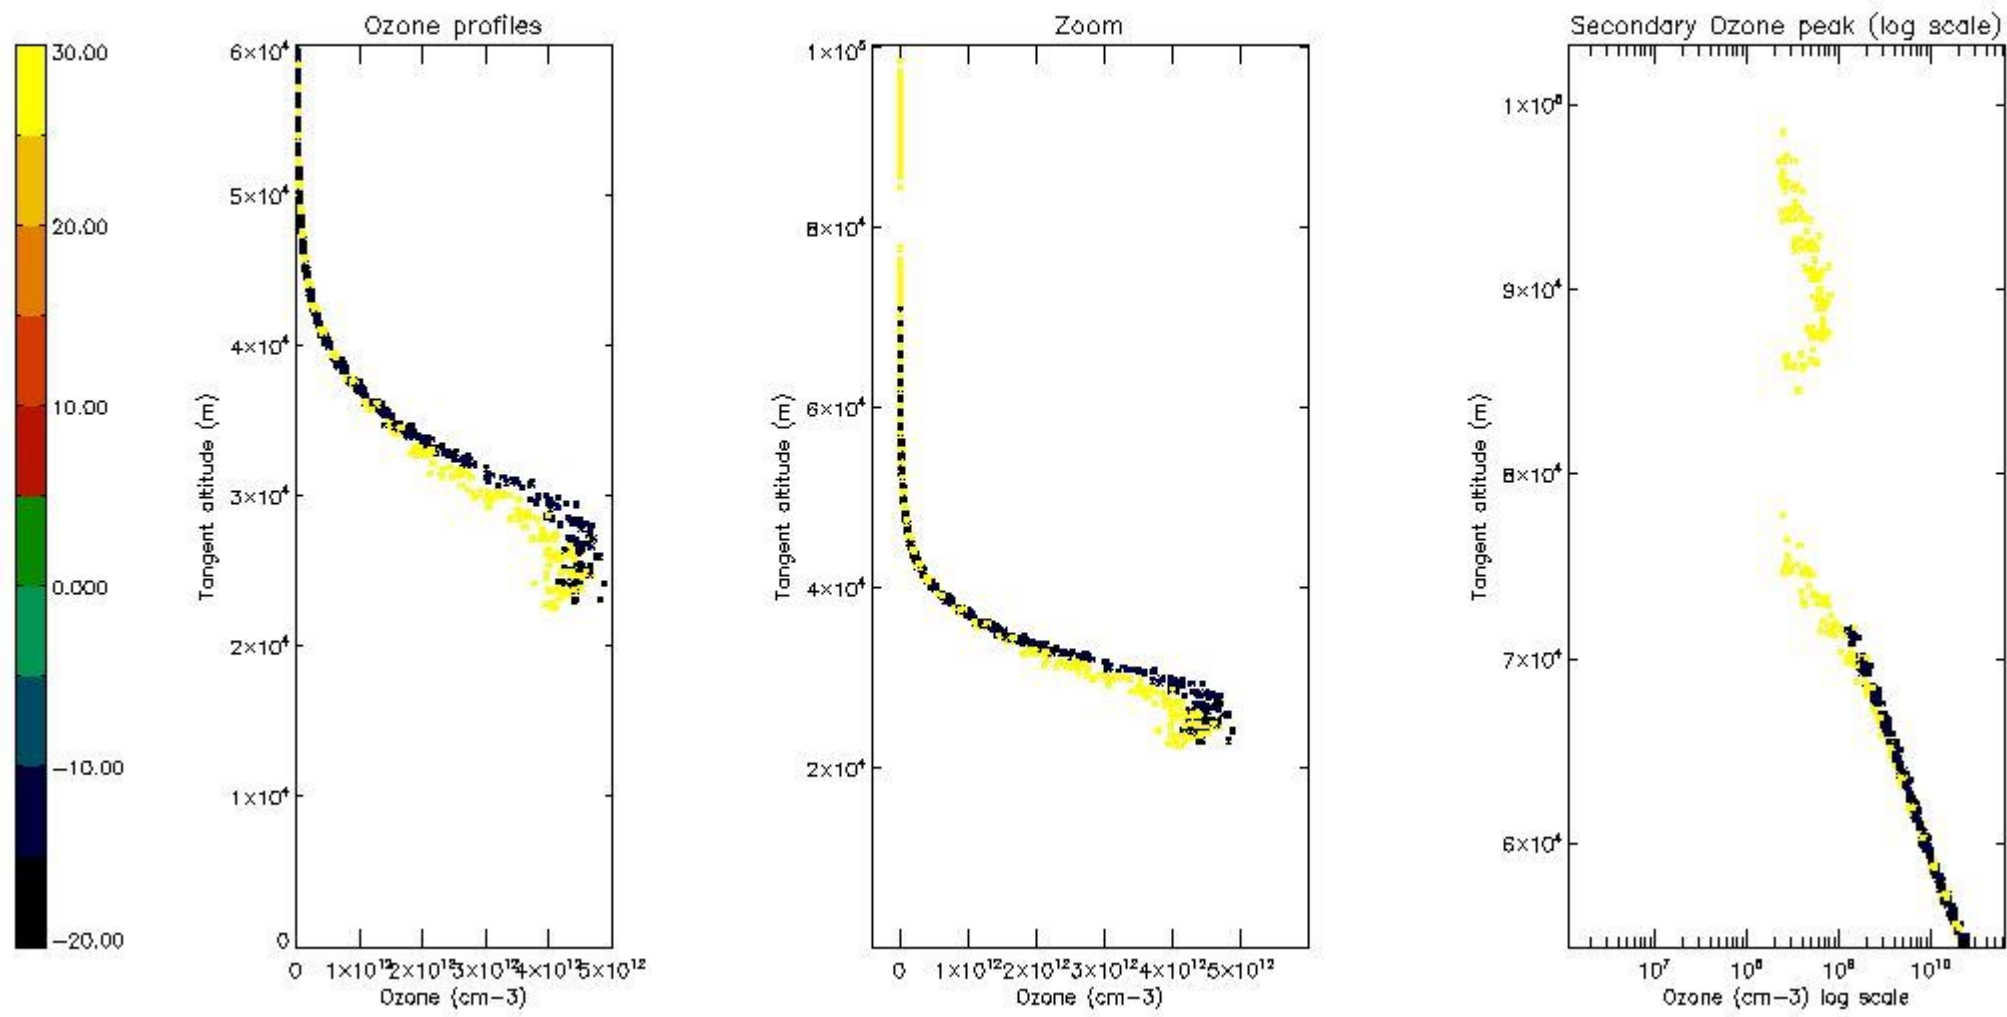 Ozone profiles
Zoom
Secondary Ozone peak (log scale)
30.00
20.00
10.00
0.000
-10.00
-20.00
6×10⁴
5×10⁴
4×10⁴
3×10⁴
2×10⁴
1×10⁴
0
Tangent altitude (m)
0 1×10¹² 2×10¹² 3×10¹² 4×10¹² 5×10¹²
Ozone (cm-3)
1×10⁵
8×10⁴
6×10⁴
4×10⁴
2×10⁴
Tangent altitude (m)
0 1×10¹² 2×10¹² 3×10¹² 4×10¹² 5×10¹²
Ozone (cm-3)
9×10⁴
8×10⁴
7×10⁴
6×10⁴
Tangent altitude (m)
10⁷ 10¹⁰
Ozone (cm-3) log scale